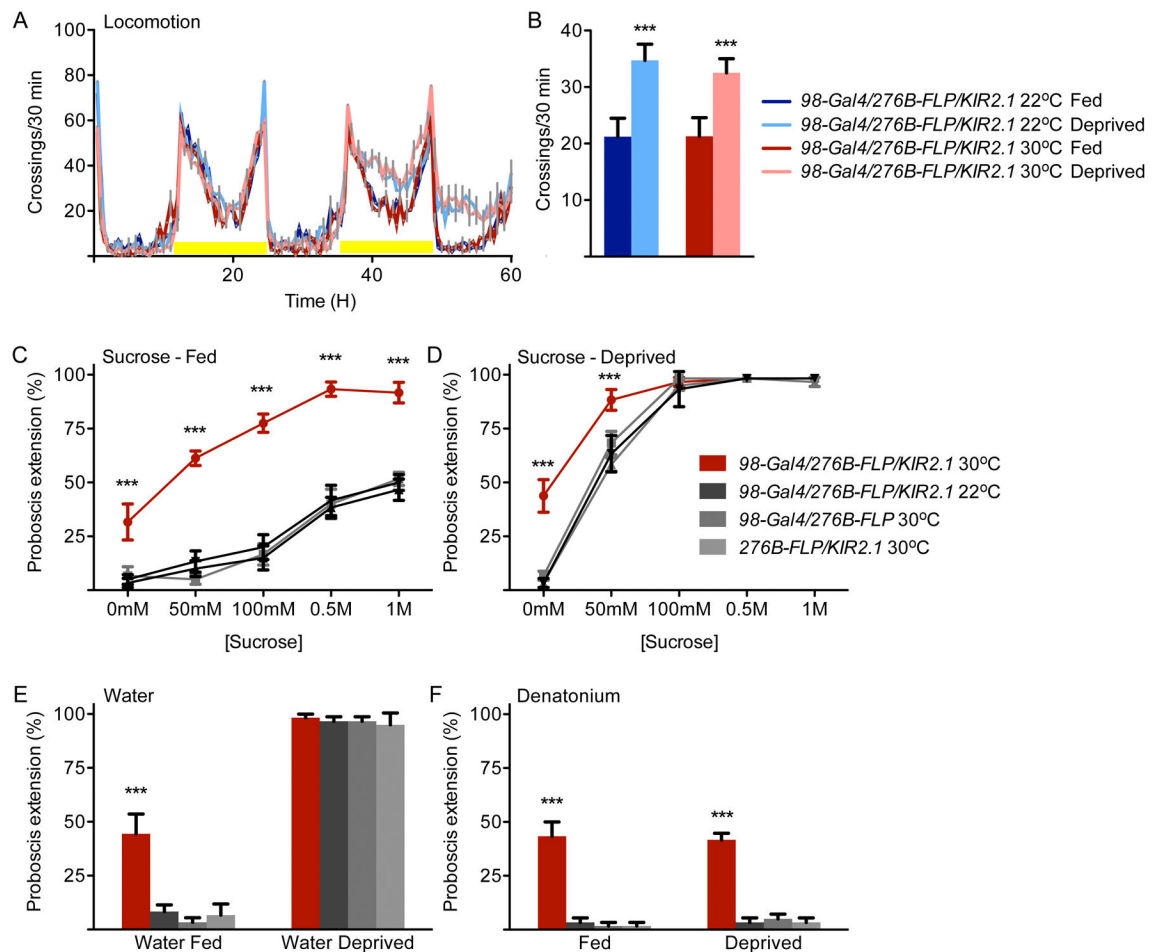 A Locomotion
Crossings/30 min
100
80
60
40
20
20 40 60
Time (H)
B
Crossings/30 min
40
30
20
10
*** ***
98-Gal4/276B-FLP/KIR2.1 22ºC Fed
98-Gal4/276B-FLP/KIR2.1 22ºC Deprived
98-Gal4/276B-FLP/KIR2.1 30ºC Fed
98-Gal4/276B-FLP/KIR2.1 30ºC Deprived
C Sucrose - Fed
Proboscis extension (%)
100
75
50
25
*** *** *** *** ***
0mM 50mM 100mM 0.5M 1M
[Sucrose]
D Sucrose - Deprived
Proboscis extension (%)
100
75
50
25
*** ***
0mM 50mM 100mM 0.5M 1M
[Sucrose]
98-Gal4/276B-FLP/KIR2.1 30ºC
98-Gal4/276B-FLP/KIR2.1 22ºC
98-Gal4/276B-FLP 30ºC
276B-FLP/KIR2.1 30ºC
E Water
Proboscis extension (%)
100
75
50
25
***
Water Fed Water Deprived
F Denatonium
Proboscis extension (%)
100
75
50
25
*** ***
Fed Deprived